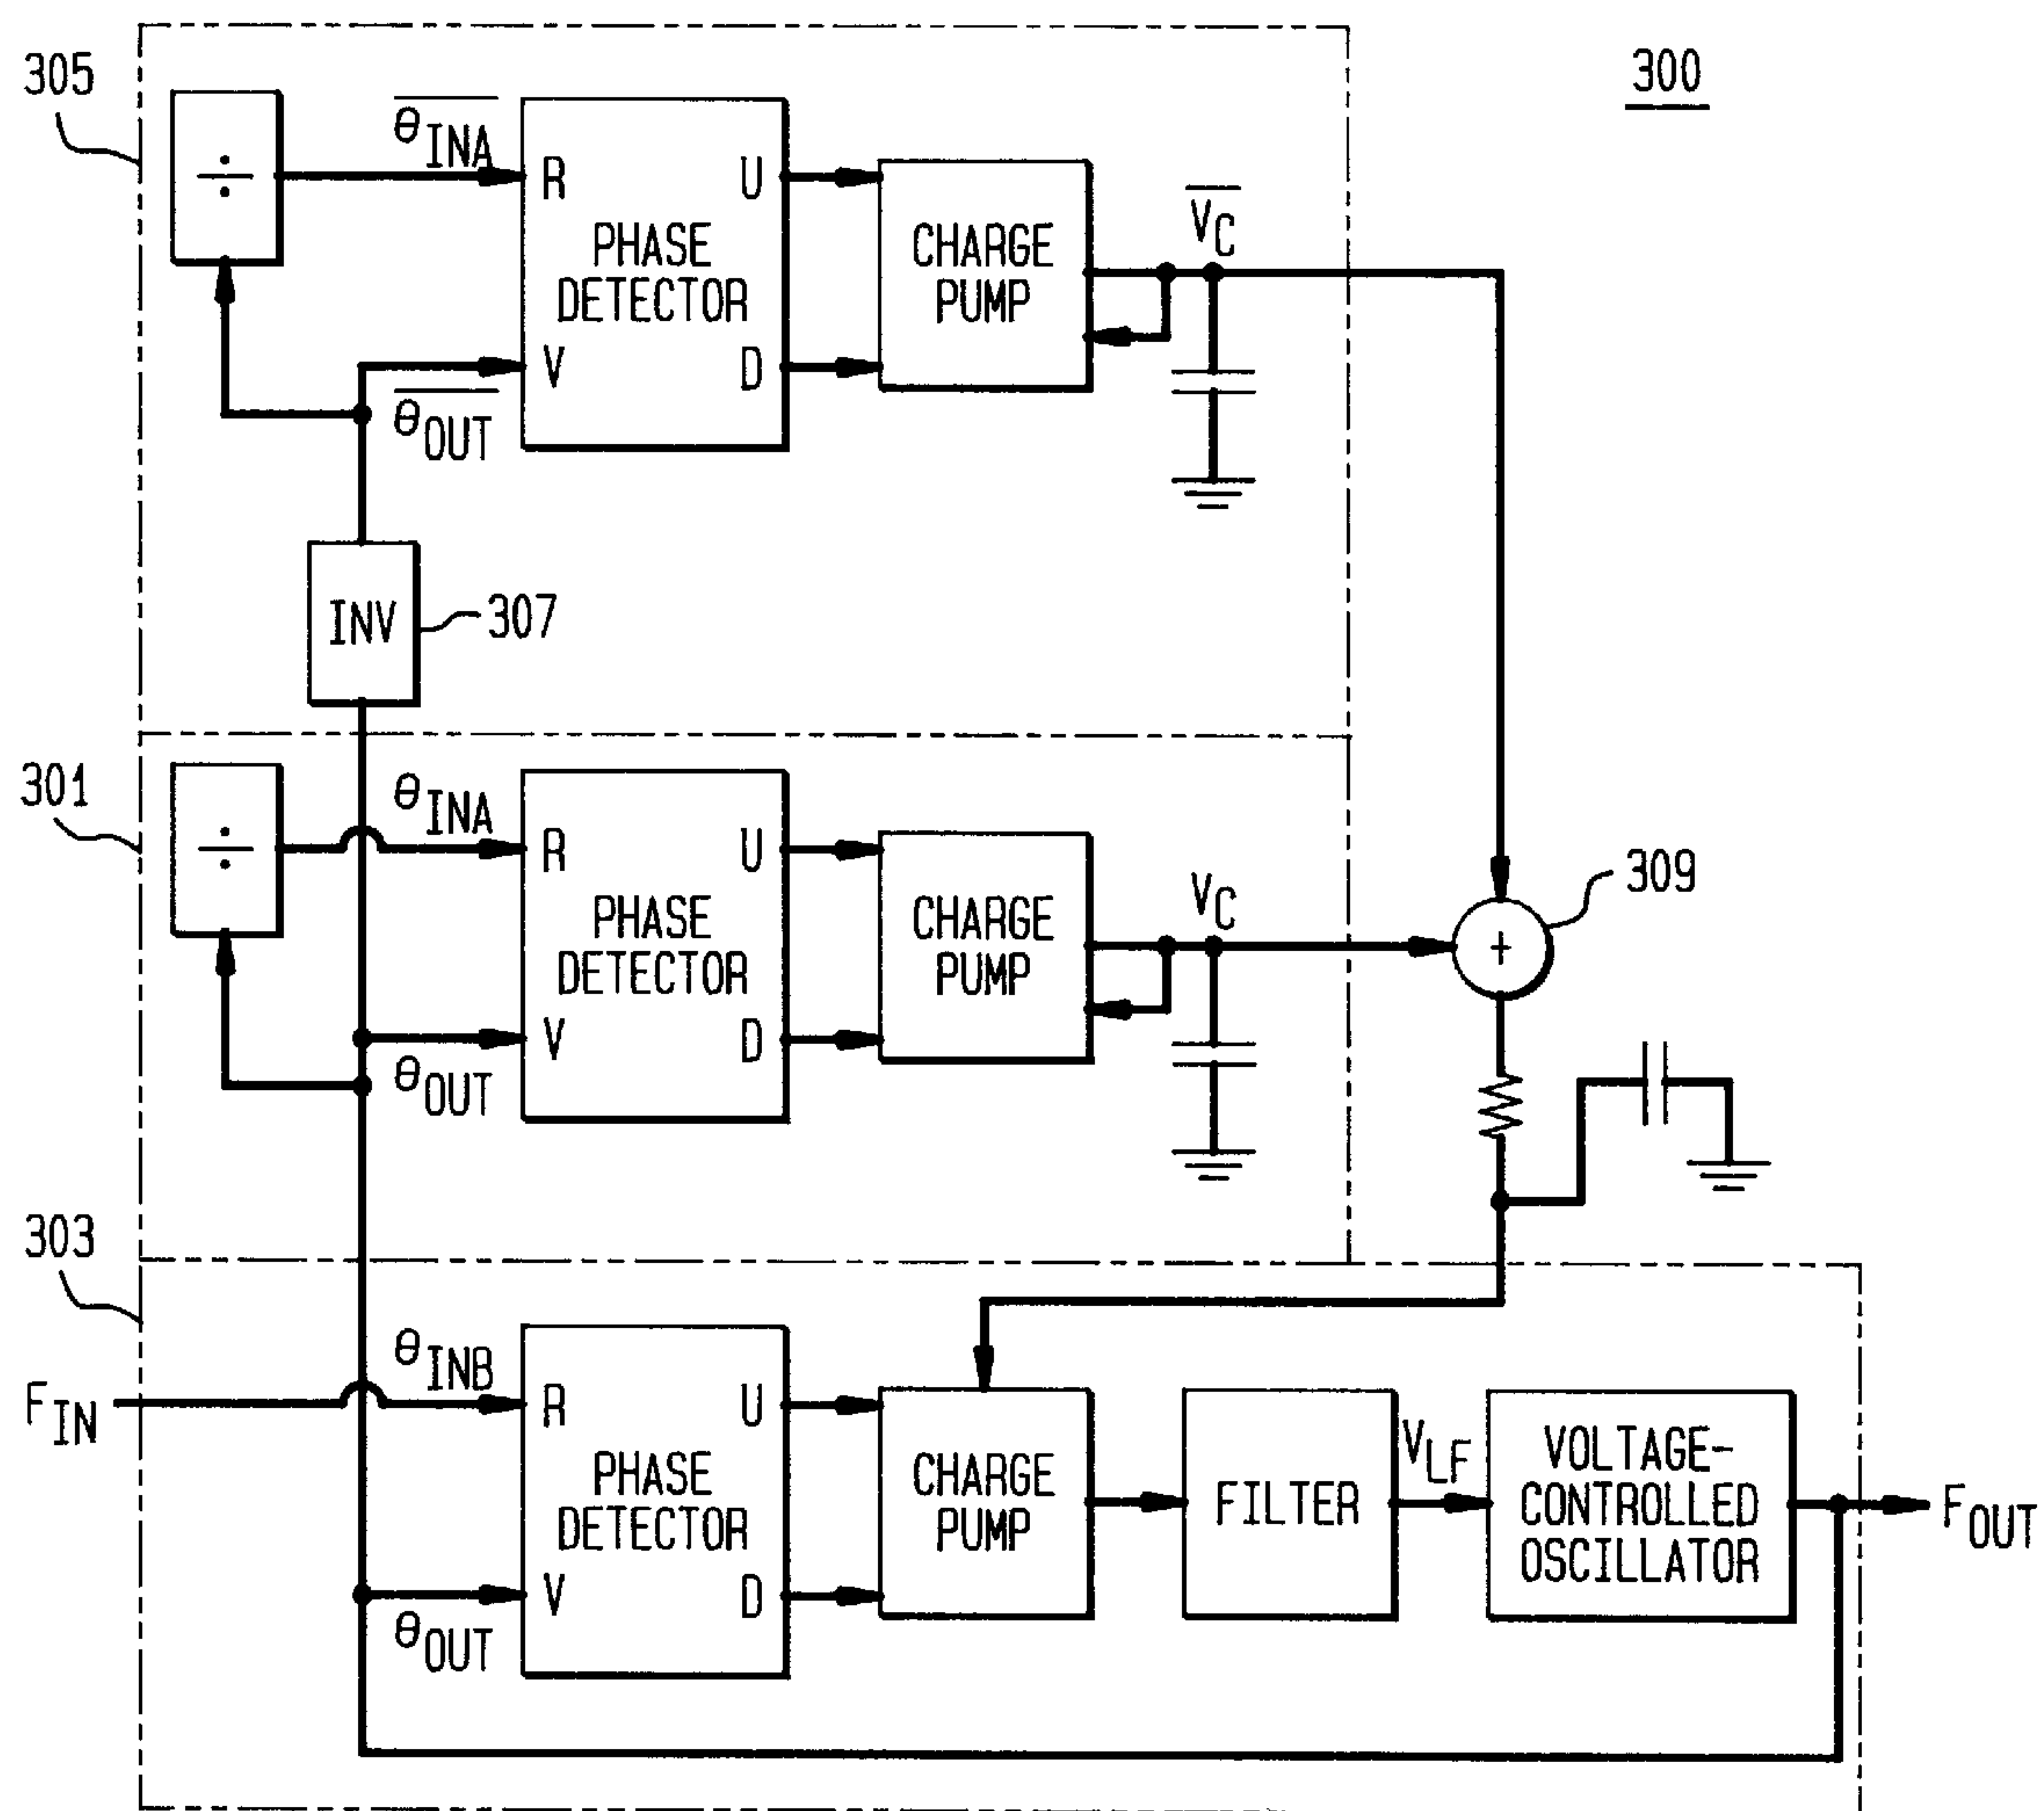 300
305
÷
θINA
R
U
PHASE
DETECTOR
V
D
θOUT
CHARGE
PUMP
VC
INV
307
301
÷
θINA
R
U
PHASE
DETECTOR
V
D
θOUT
CHARGE
PUMP
VC
+
309
303
FIN
θINB
R
U
PHASE
DETECTOR
V
D
θOUT
CHARGE
PUMP
FILTER
VLF
VOLTAGE-
CONTROLLED
OSCILLATOR
FOUT